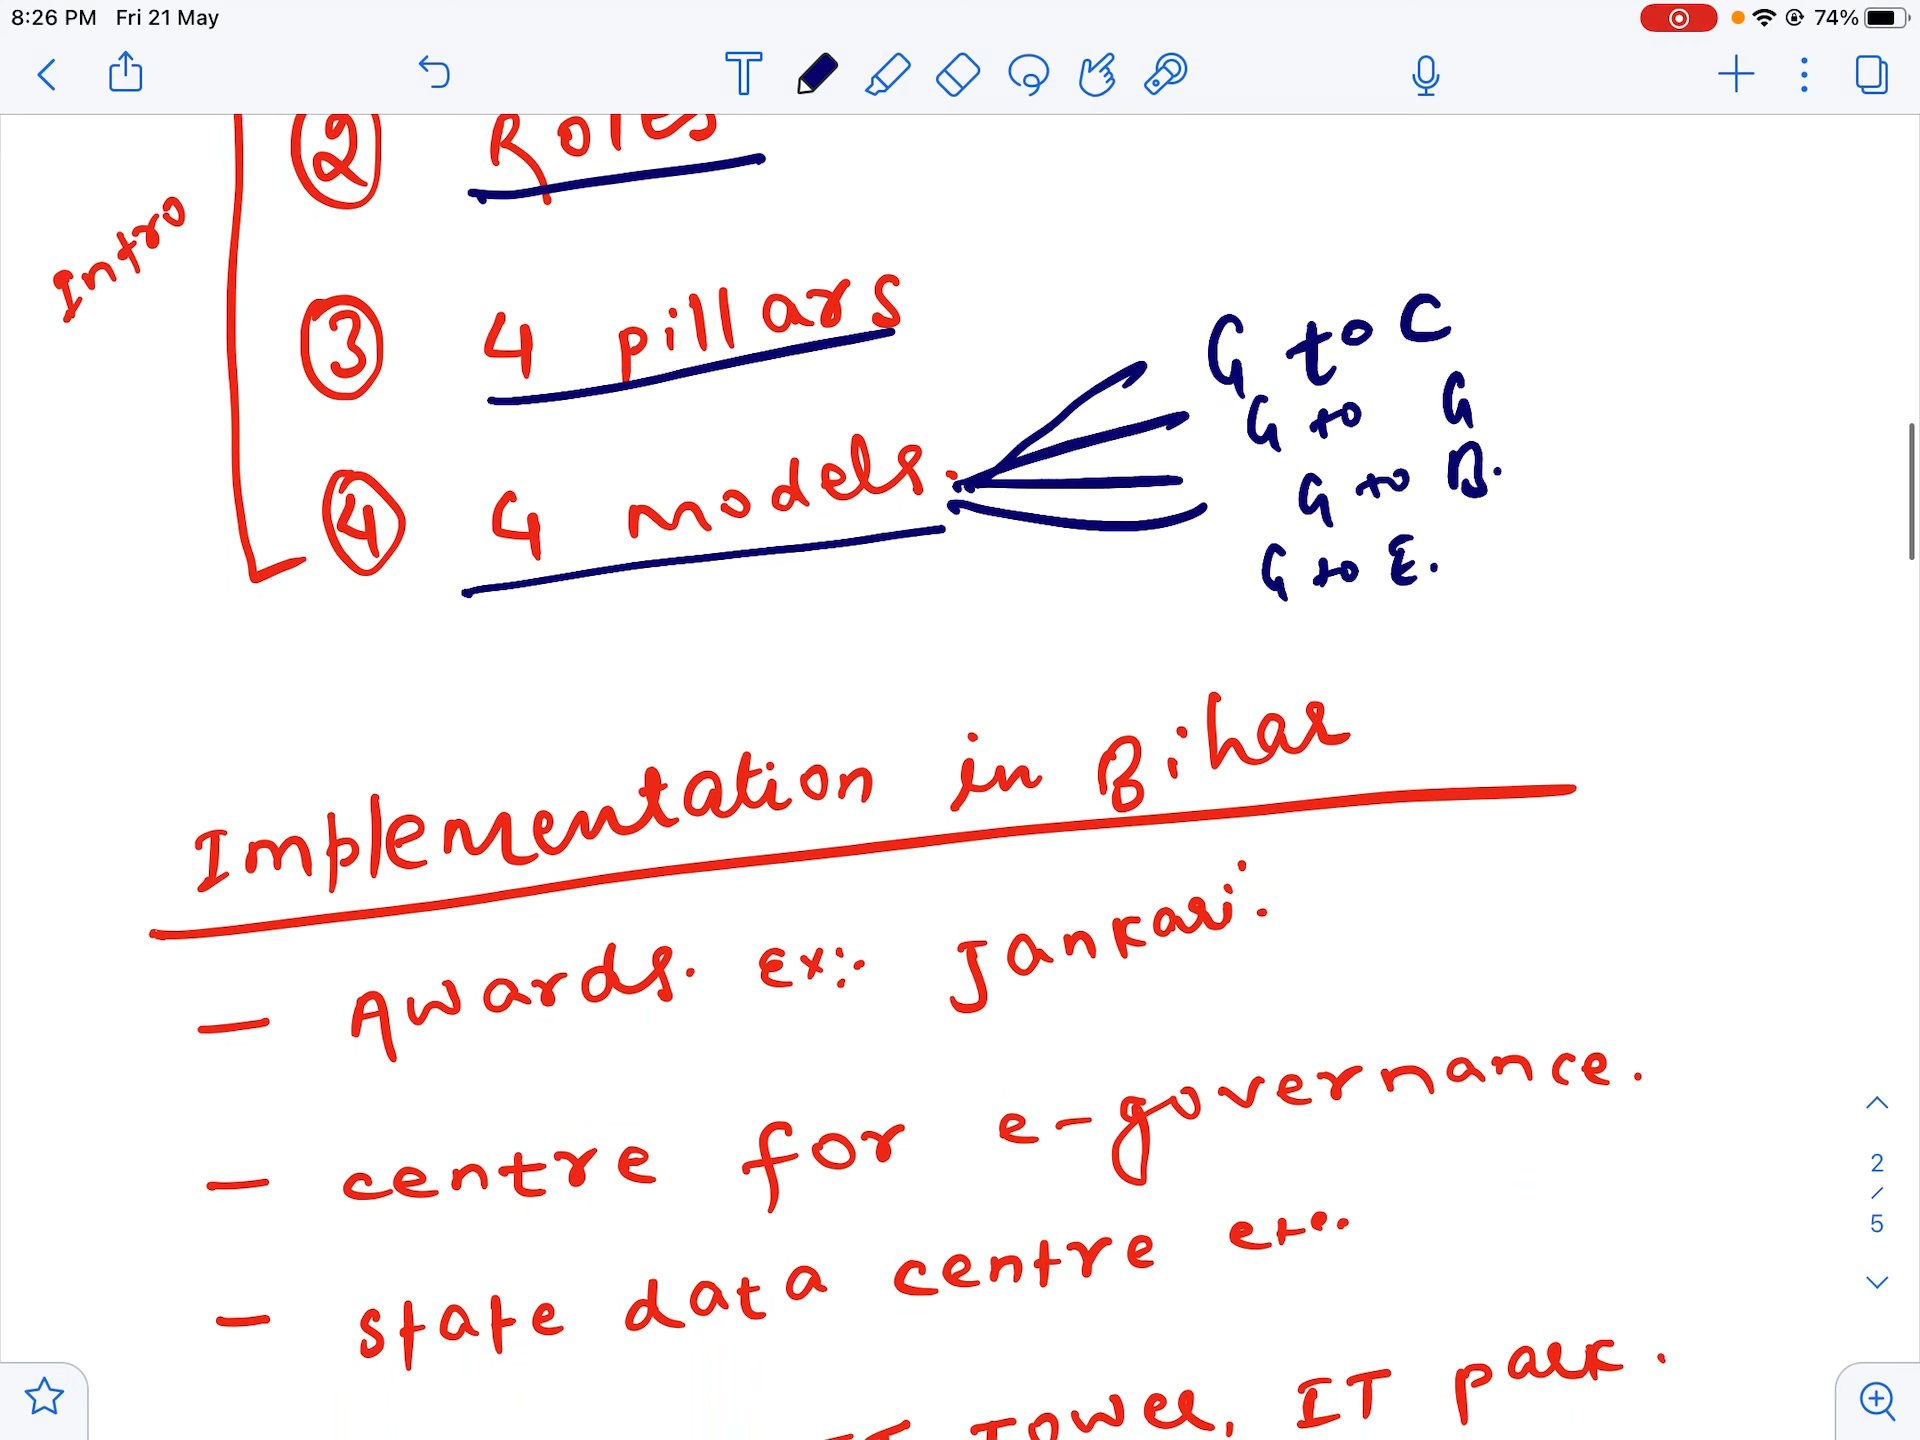 8:26 PM Fri 21 May
74%
T
② Roles
Intro
③ 4 pillars
G to C
G to G
④ 4 models.
G to B.
G to E.
Implementation in Bihar
- Awards. Ex:- Jankari.
- centre for e-governance.
- state data centre etc.
IT Tower, IT park.
2
/
5